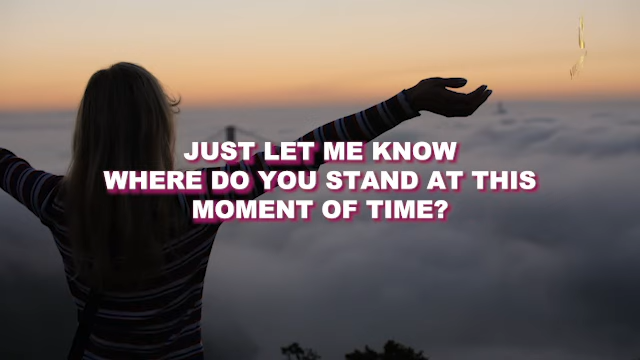 JUST LET ME KNOW
WHERE DO YOU STAND AT THIS
MOMENT OF TIME?